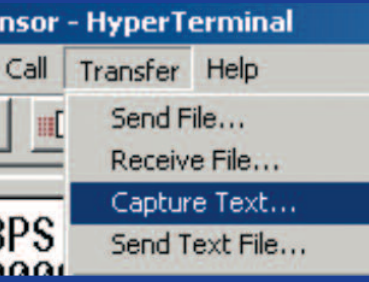 nsor - HyperTerminal
Call Transfer Help
Send File...
Receive File...
Capture Text...
BPS Send Text File...